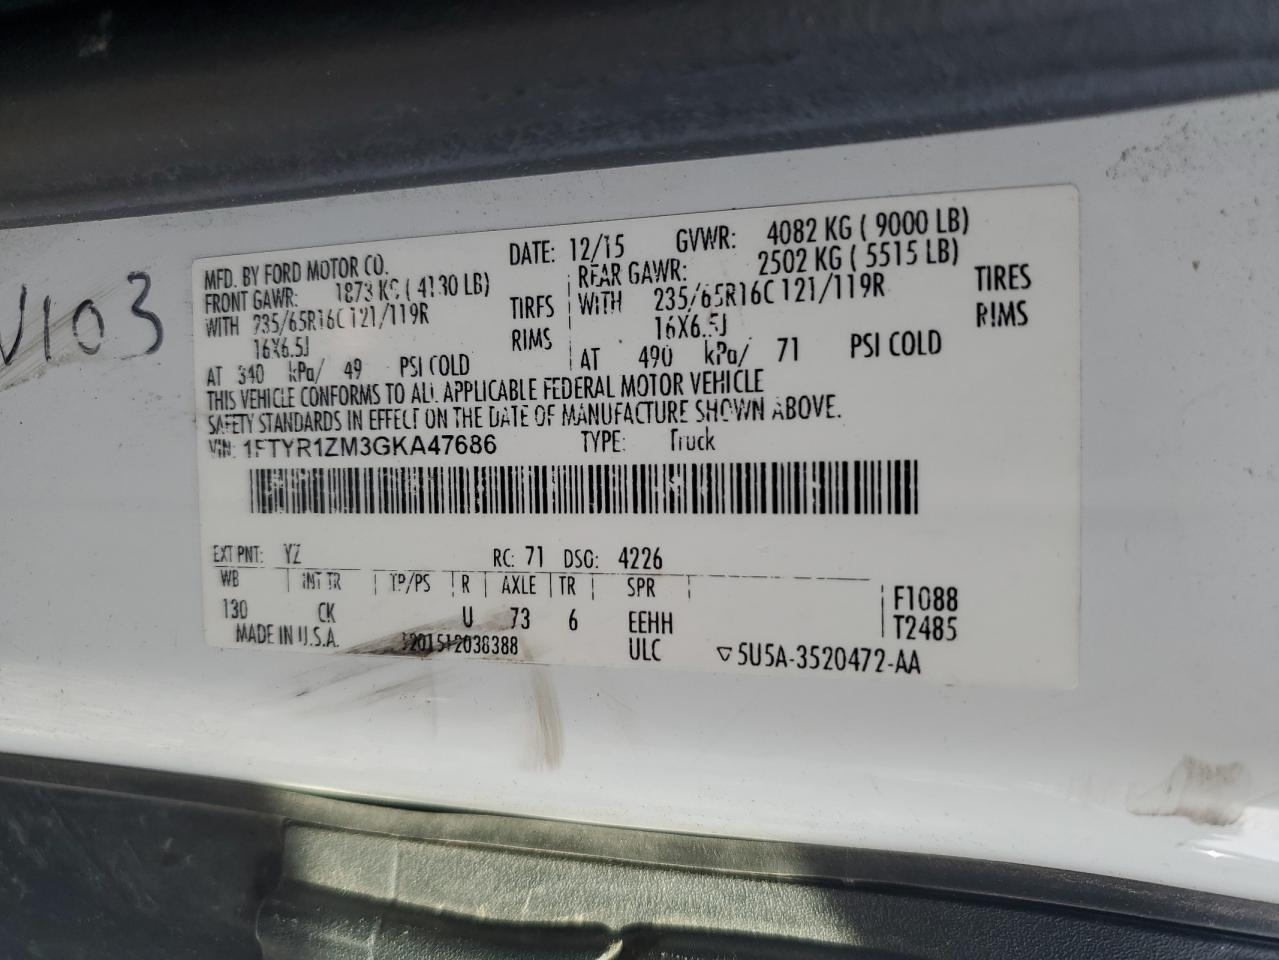 V103
MFD. BY FORD MOTOR CO. DATE: 12/15 GVWR: 4082 KG ( 9000 LB)
FRONT GAWR: 1873 KG ( 4130 LB) REAR GAWR: 2502 KG ( 5515 LB)
WITH 235/65R16C 121/119R TIRES WITH 235/65R16C 121/119R TIRES
16X6.5J RIMS 16X6.5J RIMS
AT 340 kPa/ 49 PSI COLD AT 490 kPa/ 71 PSI COLD
THIS VEHICLE CONFORMS TO ALL APPLICABLE FEDERAL MOTOR VEHICLE
SAFETY STANDARDS IN EFFECT ON THE DATE OF MANUFACTURE SHOWN ABOVE.
VIN: 1FTYR1ZM3GKA47686 TYPE: Truck
EXT PNT: YZ RC: 71 DSO: 4226
WB | INT TR | TP/PS | R | AXLE | TR | SPR | F1088
130 CK U 73 6 EEHH T2485
MADE IN U.S.A. ULC ▽5U5A-3520472-AA